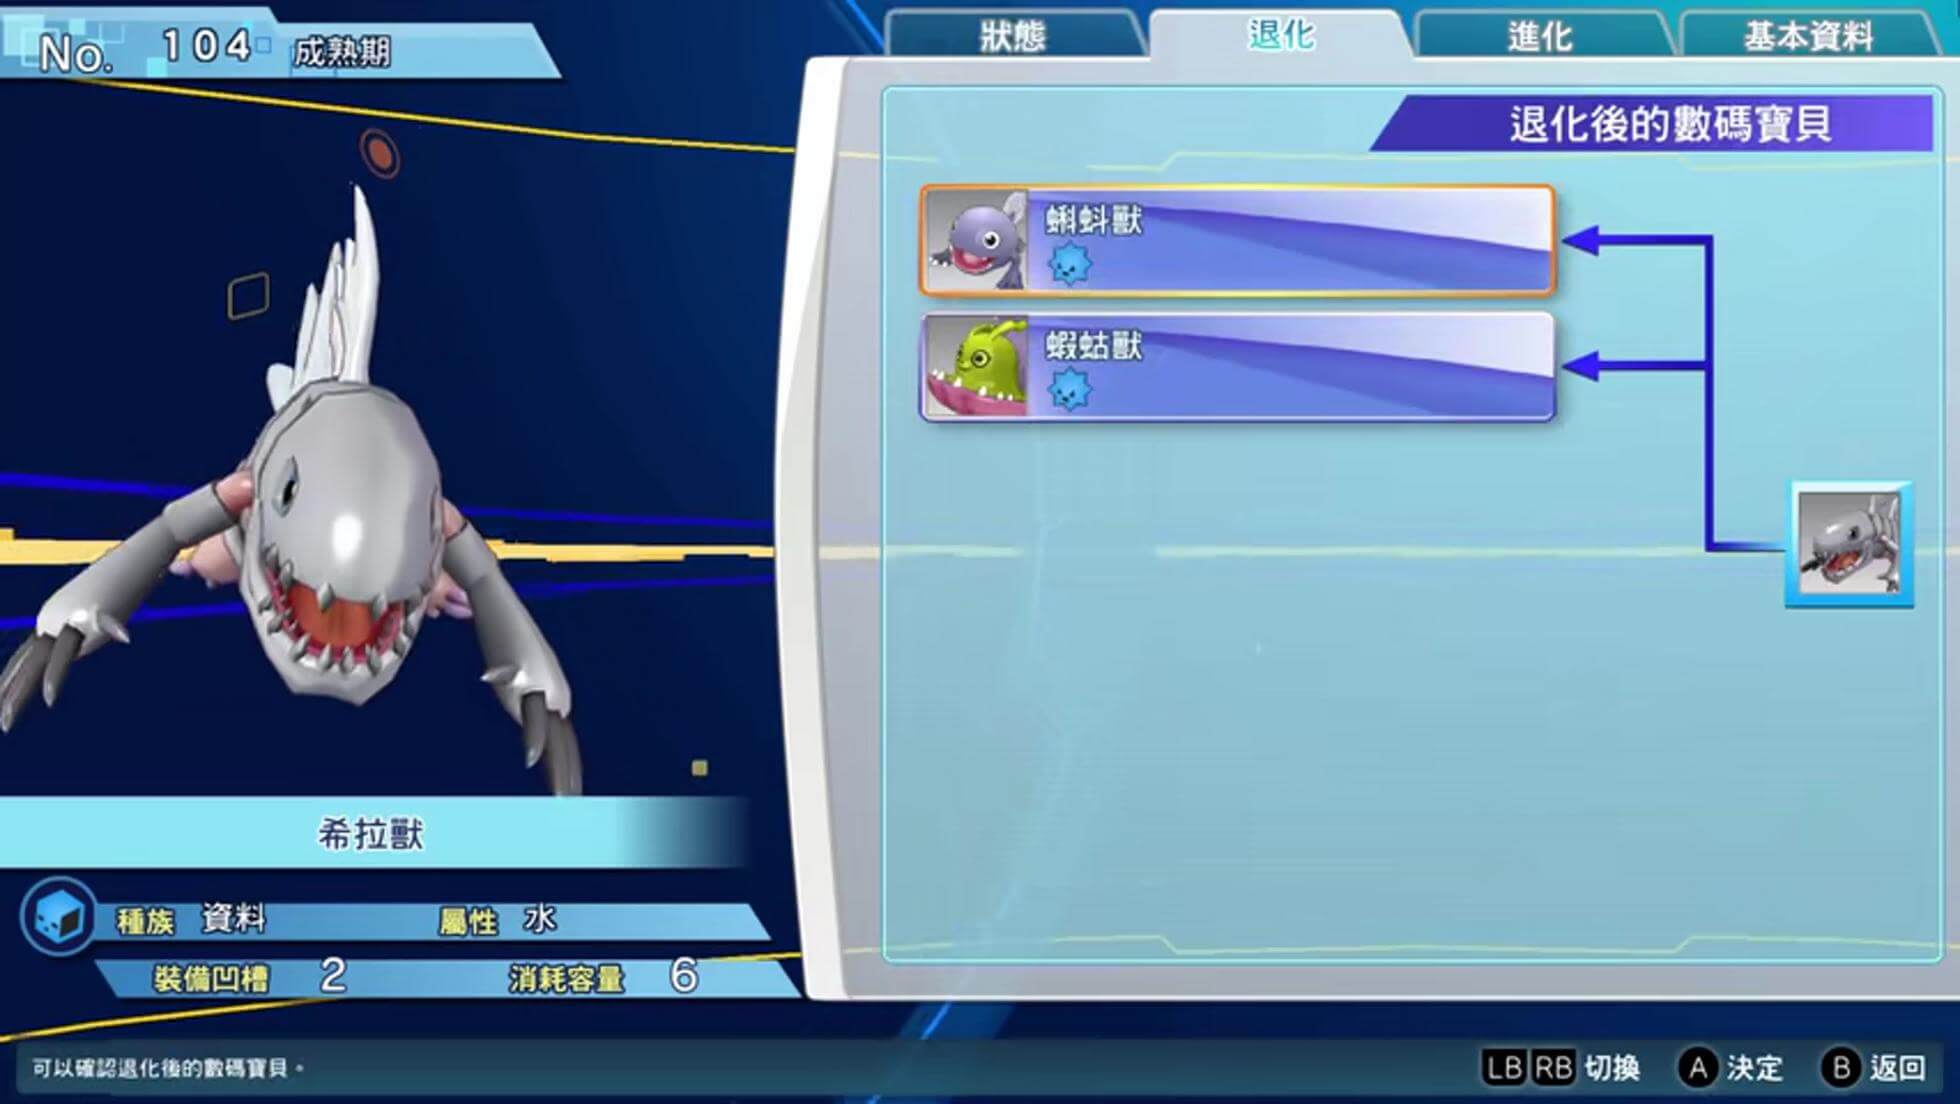 No. 104 成熟期
狀態 退化 進化 基本資料
退化後的數碼寶貝
蝌蚪獸
蝦蛄獸
希拉獸
種族 資料 屬性 水
裝備凹槽 2 消耗容量 6
可以確認退化後的數碼寶貝。
LB RB 切換 A 決定 B 返回